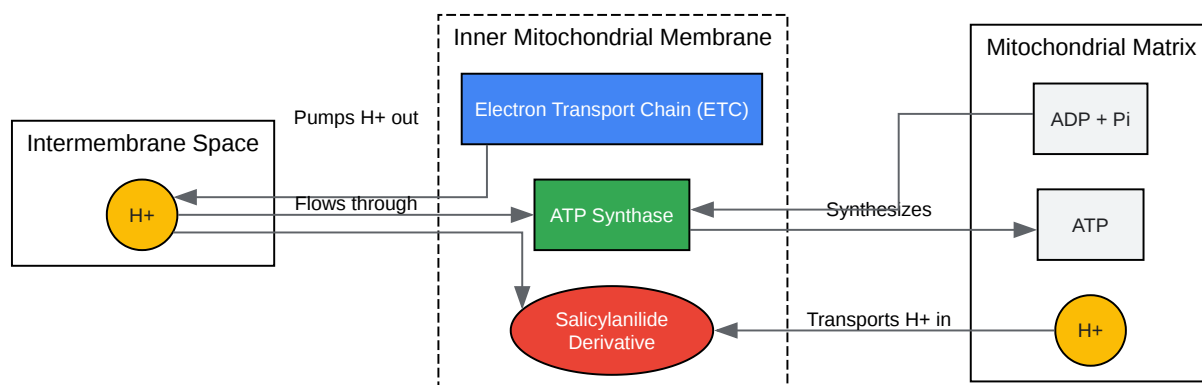 Inner Mitochondrial Membrane
Mitochondrial Matrix
Electron Transport Chain (ETC)
Pumps H+ out
ADP + Pi
Intermembrane Space
H+
Flows through
ATP Synthase
Synthesizes
ATP
Salicylanilide
Derivative
Transports H+ in
H+